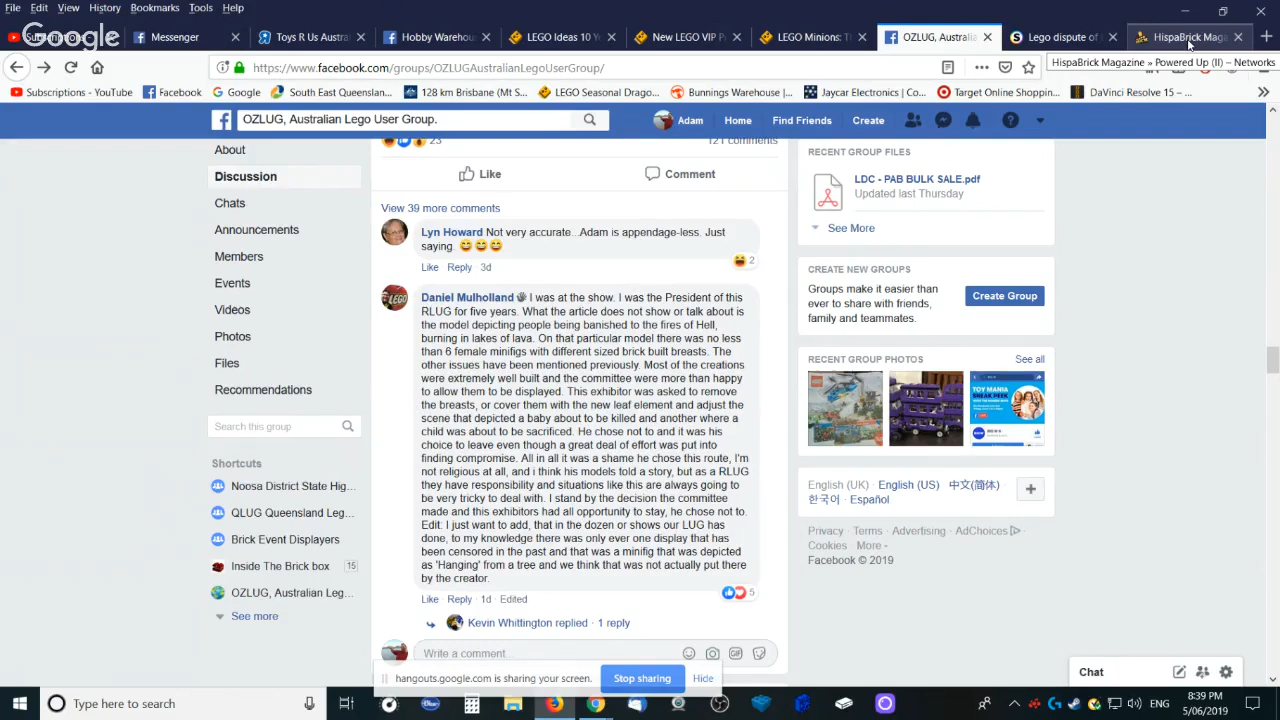 File Edit View History Bookmarks Tools Help
Google
Messenger
Toys R Us Au
Hobby Warehou
LEGO Ideas 10 Y
New LEGO VIP P
LEGO Minions: T
OZLUG, Australia
Lego dispute of
HispaBrick Maga
https://www.facebook.com/groups/OZLUGAustralianLegoUserGroup/
HispaBrick Magazine » Powered Up (II) – Networks
Subscriptions - YouTube
Facebook
Google
South East Queenslan...
128 km Brisbane (Mt S...
LEGO Seasonal Drago...
Bunnings Warehouse |...
Jaycar Electronics | Co...
Target Online Shoppin...
DaVinci Resolve 15 – ...
OZLUG, Australian Lego User Group.
Adam Home Find Friends Create
About
Discussion
Chats
Announcements
Members
Events
Videos
Photos
Files
Recommendations
Search this group
Shortcuts
Noosa District State Hig...
QLUG Queensland Leg...
Brick Event Displayers
Inside The Brick box 15
OZLUG, Australian Leg...
See more
23
121 comments
Like Comment
View 39 more comments
Lyn Howard Not very accurate...Adam is appendage-less. Just
saying. 😄😄😄
2
Like Reply 3d
Daniel Mulholland I was at the show. I was the President of this
RLUG for five years. What the article does not show or talk about is
the model depicting people being banished to the fires of Hell,
burning in lakes of lava. On that particular model there was no less
than 6 female minifigs with different sized brick built breasts. The
other issues have been mentioned previously. Most of the creations
were extremely well built and the committee were more than happy
to allow them to be displayed. This exhibitor was asked to remove
the breasts, or cover them with the new leaf element and adjust the
scene that depicted a baby about to be killed and another where a
child was about to be sacrificed. He chose not to and it was his
choice to leave even though a great deal of effort was put into
finding compromise. All in all it was a shame he chose this route, I'm
not religious at all, and i think his models told a story, but as a RLUG
they have responsibility and situations like this are always going to
be very tricky to deal with. I stand by the decision the committee
made and this exhibitors had all opportunity to stay, he chose not to.
Edit: I just want to add, that in the dozen or shows our LUG has
done, to my knowledge there was only ever one display that has
been censored in the past and that was a minifig that was depicted
as 'Hanging' from a tree and we think that was not actually put there
by the creator.
5
Like · Reply · 1d · Edited
Kevin Whittington replied · 1 reply
Write a comment...
hangouts.google.com is sharing your screen.
Stop sharing
Hide
RECENT GROUP FILES
LDC - PAB BULK SALE.pdf
Updated last Thursday
See More
CREATE NEW GROUPS
Groups make it easier than
ever to share with friends,
family and teammates.
Create Group
RECENT GROUP PHOTOS See all
TOY MANIA
SNEAK PEEK
English (UK) · English (US) · 中文(简体) ·
한국어 · Español
Privacy · Terms · Advertising · AdChoices ·
Cookies · More
Facebook © 2019
Chat
Type here to search
ENG
8:39 PM
5/06/2019